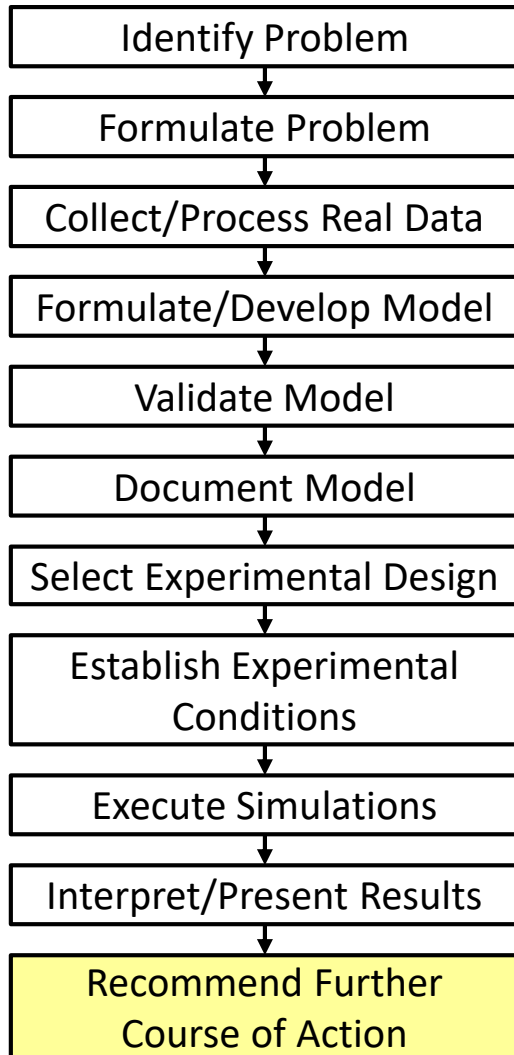 Identify Problem
Formulate Problem
Collect/Process Real Data
Formulate/Develop Model
Validate Model
Document Model
Select Experimental Design
Establish Experimental
Conditions
Execute Simulations
Interpret/Present Results
Recommend Further
Course of Action